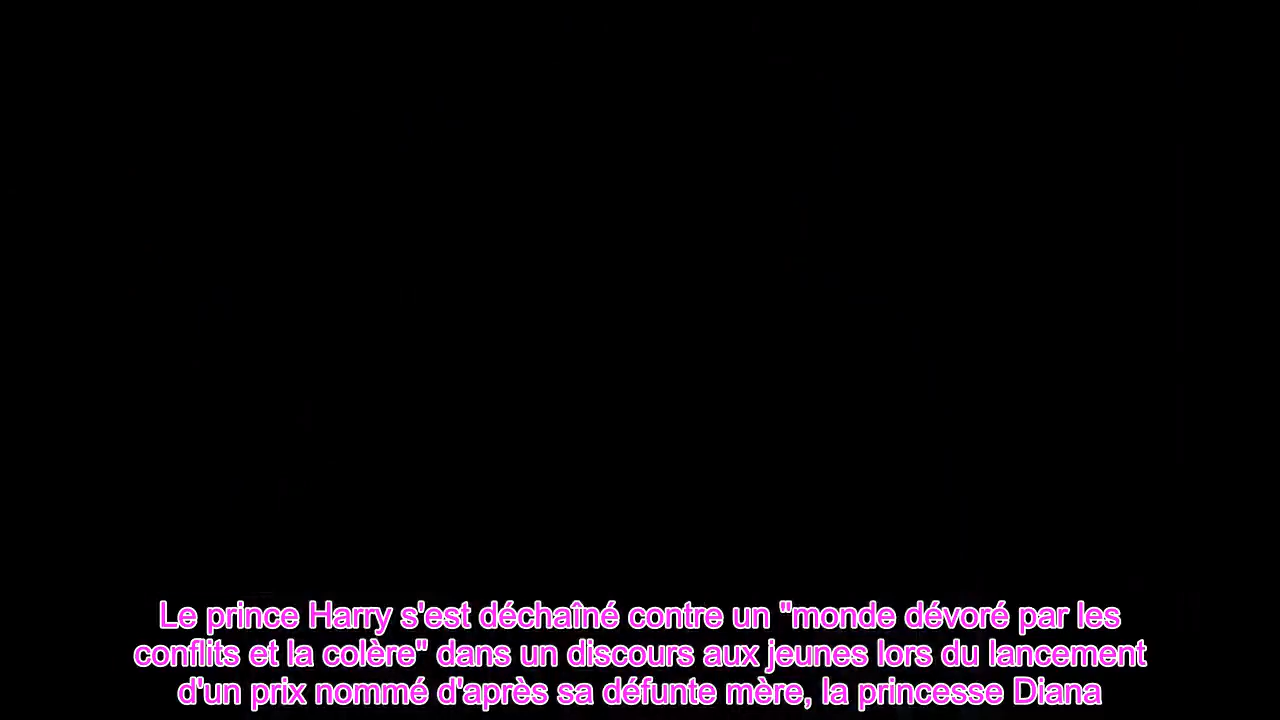 Le prince Harry s'est déchaîné contre un "monde dévoré par les
conflits et la colère" dans un discours aux jeunes lors du lancement
d'un prix nommé d'après sa défunte mère, la princesse Diana